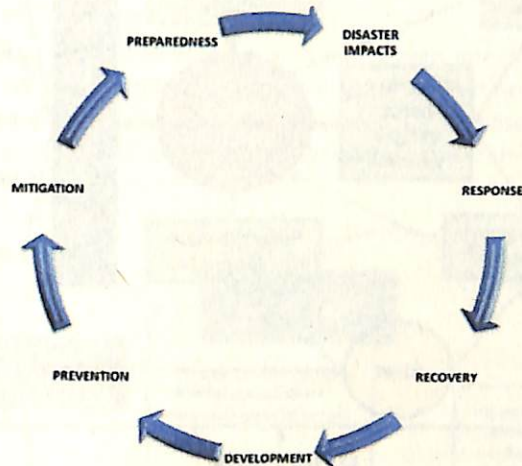 PREPAREDNESS
DISASTER
IMPACTS
RESPONSE
RECOVERY
DEVELOPMENT
PREVENTION
MITIGATION